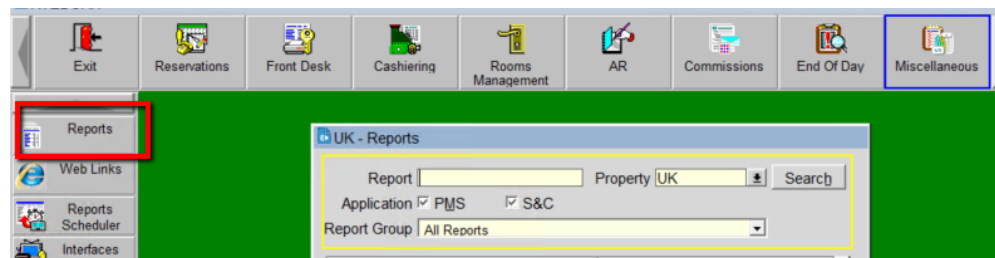 Exit
Reservations
Front Desk
Cashiering
Rooms
Management
AR
Commissions
End Of Day
Miscellaneous
Reports
Web Links
Reports
Scheduler
Interfaces
UK - Reports
Report
Property UK
Search
Application PMS S&C
Report Group All Reports